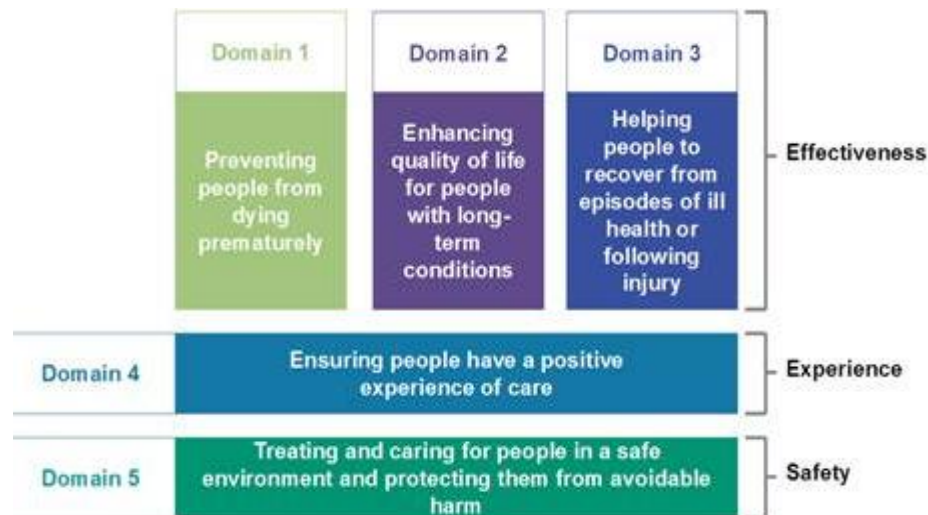 Domain 1
Preventing
people from
dying
prematurely
Domain 2
Enhancing
quality of life
for people
with long-
term
conditions
Domain 3
Helping
people to
recover from
episodes of ill
health or
following
injury
Effectiveness
Domain 4
Ensuring people have a positive
experience of care
Experience
Domain 5
Treating and caring for people in a safe
environment and protecting them from avoidable
harm
Safety